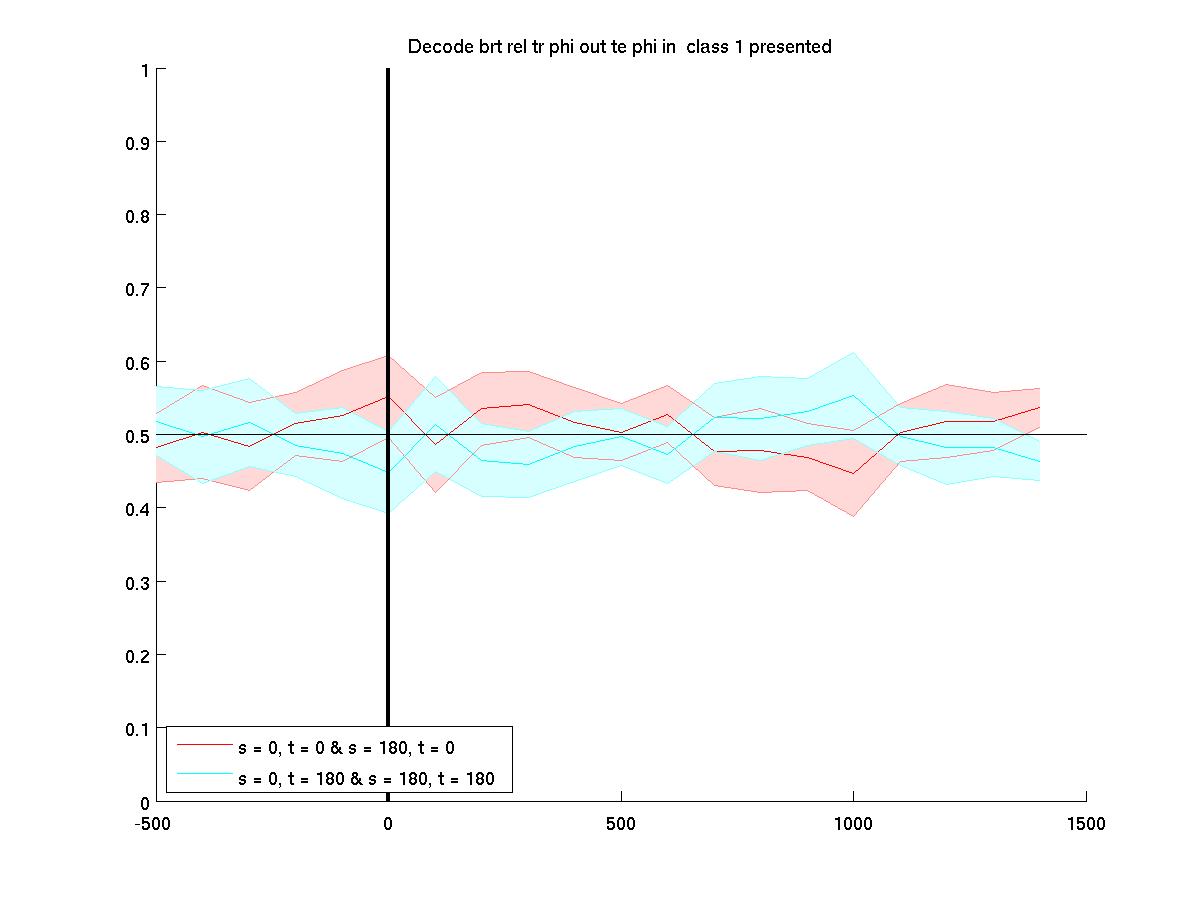 Decode brt rel tr phi out te phi in  class 1 presented
1
0.9
0.8
0.7
0.6
0.5
0.4
0.3
0.2
0.1
0
s = 0, t = 0 & s = 180, t = 0
s = 0, t = 180 & s = 180, t = 180
-500 0 500 1000 1500